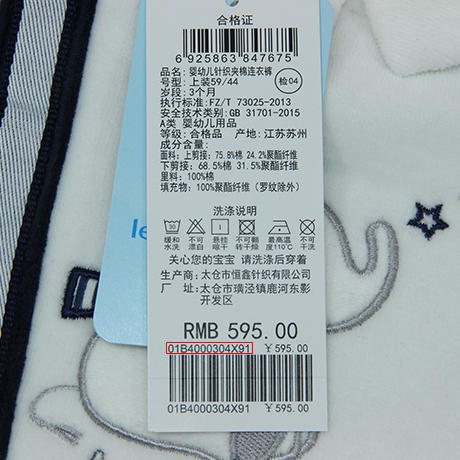 合格证
6 925863 847675
品名：婴幼儿针织夹棉连衣裤
号型：上装59/44
检04
岁段：3个月
执行标准：FZ/T 73025-2013
安全技术类别：GB 31701-2015
A类 婴幼儿用品
等级：合格品 产地：江苏苏州
成分含量：
面料：上剪接：75.8%棉 24.2%聚酯纤维
下剪接：68.5%棉 31.5%聚酯纤维
里料：100%棉
填充物：100%聚酯纤维（罗纹除外）
洗涤说明
30
缓和水洗 不可漂白 悬挂晾干 不可翻转干燥 最高温度110℃ 不可干洗
关心您的宝宝 请洗涤后穿着
生产商：太仓市恒鑫针织有限公司
厂 址：太仓市璜泾镇鹿河东影
开发区
RMB 595.00
01B4000304X91 ￥595.00
01B4000304X91 ￥595.00
le